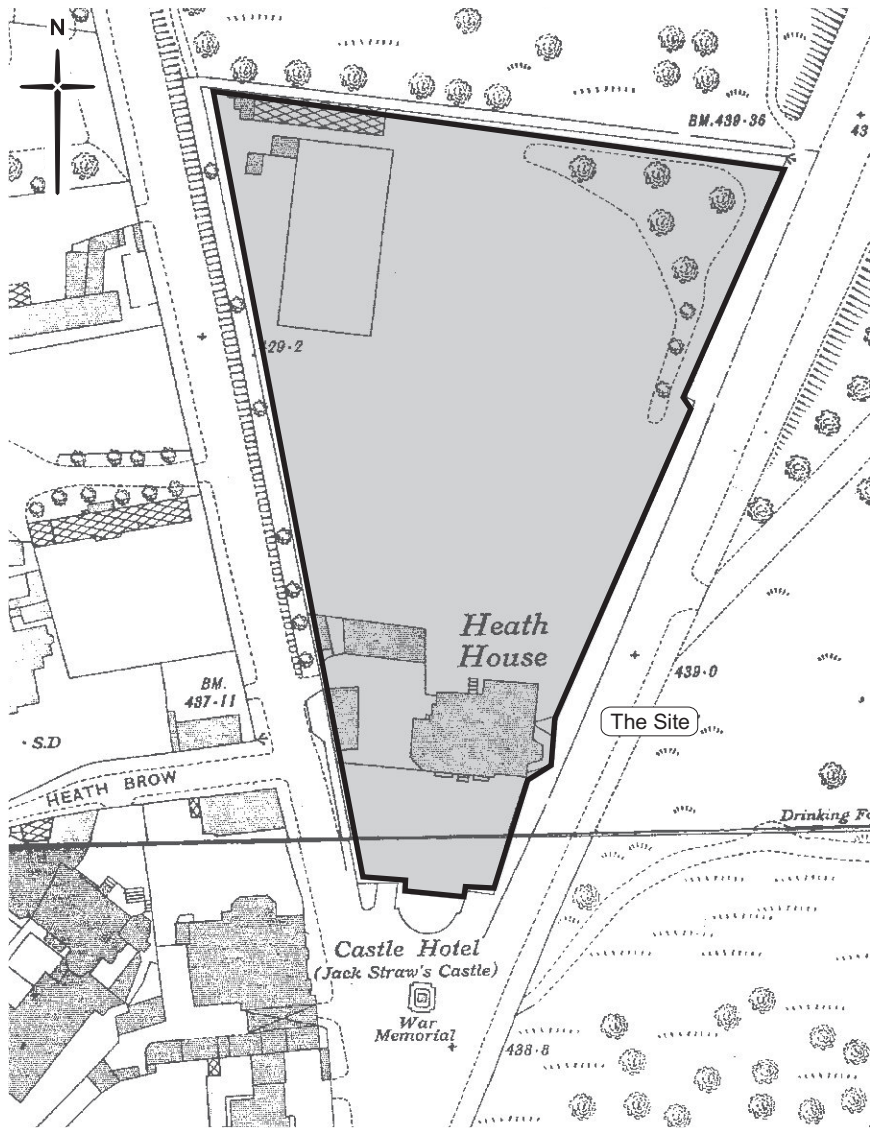 N
BM. 439·36
43
429·2
Heath
House
439·0
BM.
437·11
The Site
S.D
HEATH BROW
Drinking Fo
Castle Hotel
(Jack Straw's Castle)
War
Memorial
438·8